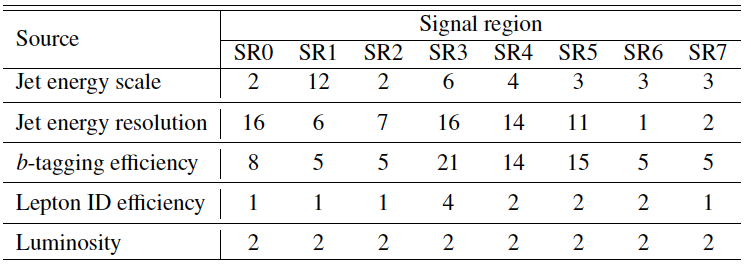 Source Signal region
SR0 SR1 SR2 SR3 SR4 SR5 SR6 SR7
Jet energy scale 2 12 2 6 4 3 3 3
Jet energy resolution 16 6 7 16 14 11 1 2
b-tagging efficiency 8 5 5 21 14 15 5 5
Lepton ID efficiency 1 1 1 4 2 2 2 1
Luminosity 2 2 2 2 2 2 2 2